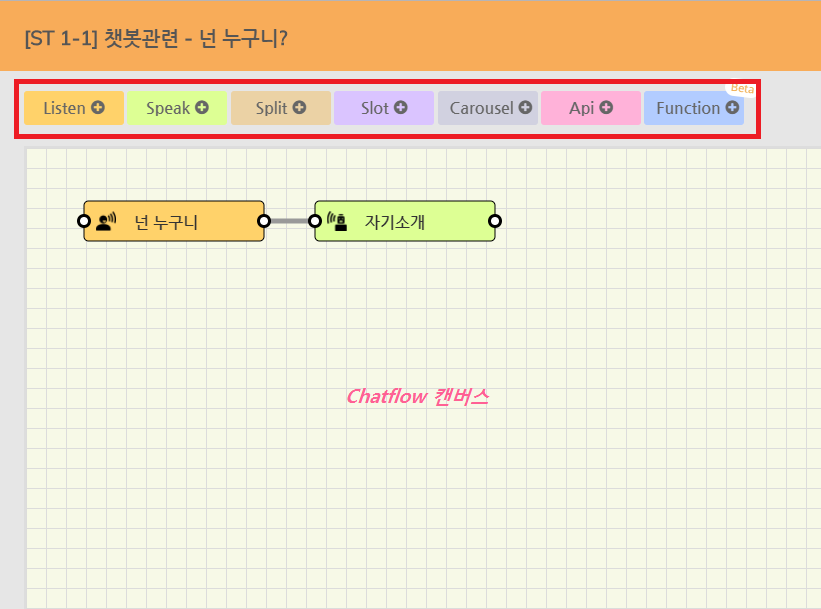 [ST 1-1] 챗봇관련 - 넌 누구니?
Beta
Listen Speak Split Slot Carousel Api Function
넌 누구니 자기소개
Chatflow 캔버스